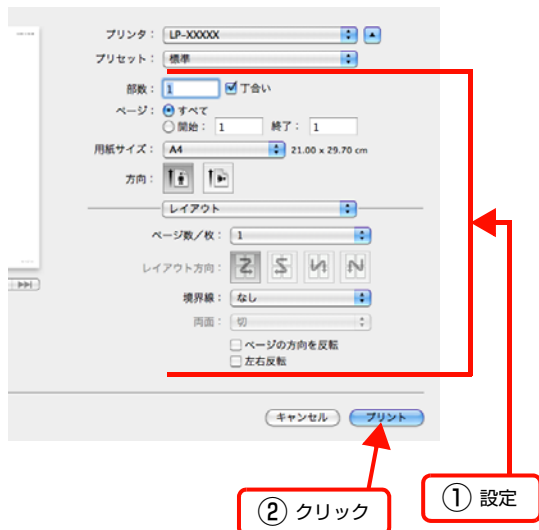 プリンタ： LP-XXXXX
プリセット： 標準
部数： 1 丁合い
ページ： すべて
開始： 1 終了： 1
用紙サイズ： A4 21.00 x 29.70 cm
方向：
レイアウト
ページ数／枚： 1
レイアウト方向：
境界線： なし
両面： 切
ページの方向を反転
左右反転
キャンセル プリント
① 設定
② クリック